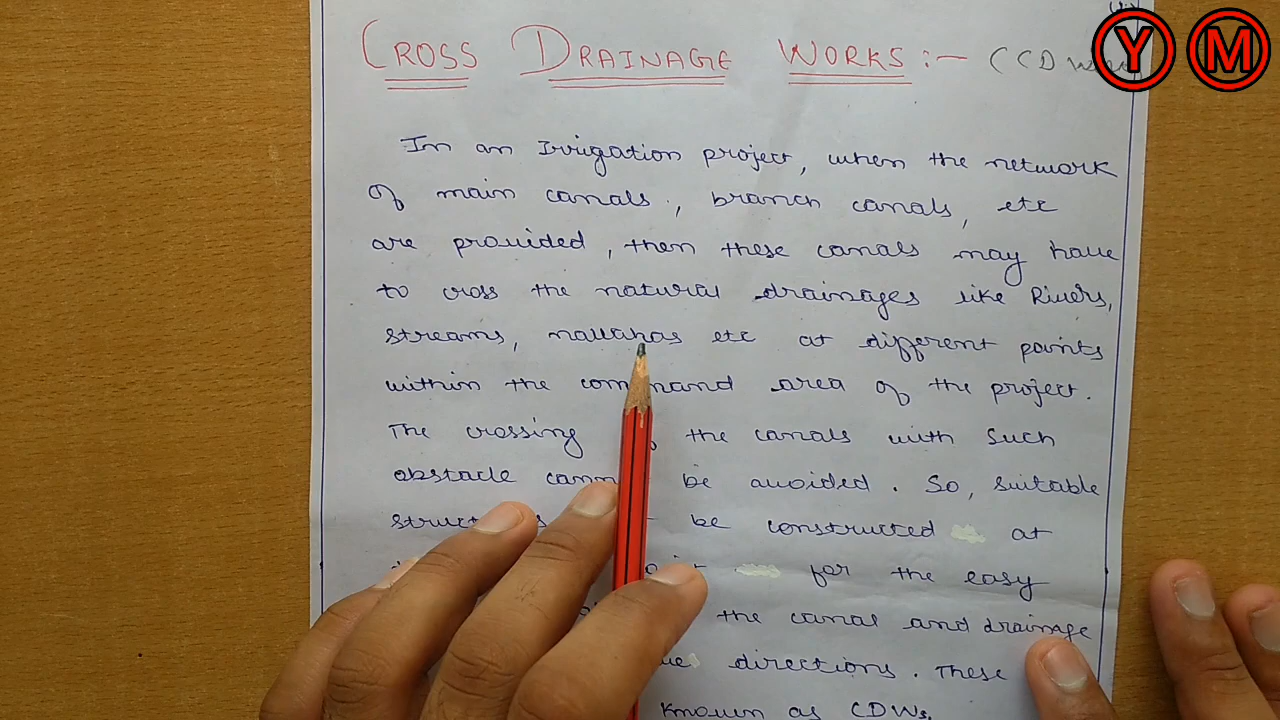 CROSS DRAINAGE WORKS :- (CDW
Y M
In an Irrigation project, when the network
of main canals, branch canals, etc
are provided, then these canals may have
to cross the natural drainages like Rivers,
streams, nallahas etc at different points
within the command area of the project.
The crossing the canals with such
obstacle be avoided. So, suitable
be constructed at
for the easy
the canal and drainage
directions. These
known as CDWs.